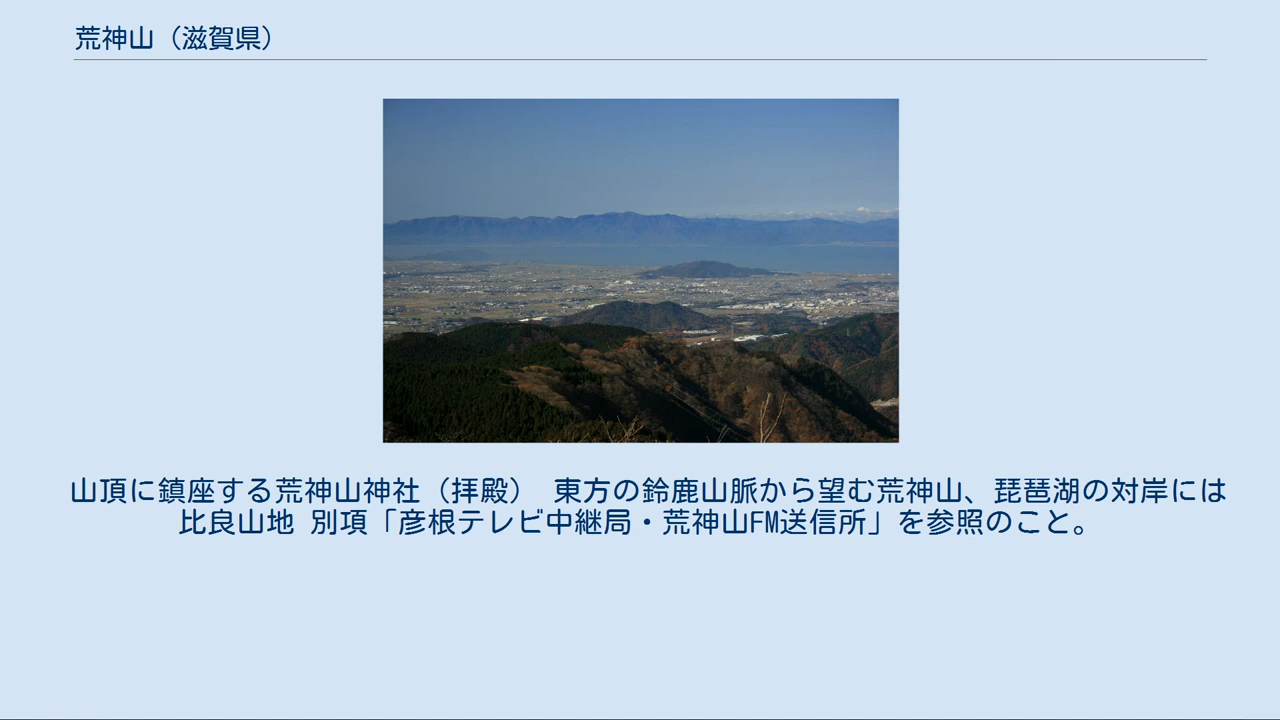 荒神山（滋賀県）
山頂に鎮座する荒神山神社（拝殿） 東方の鈴鹿山脈から望む荒神山、琵琶湖の対岸には
比良山地 別項「彦根テレビ中継局・荒神山FM送信所」を参照のこと。